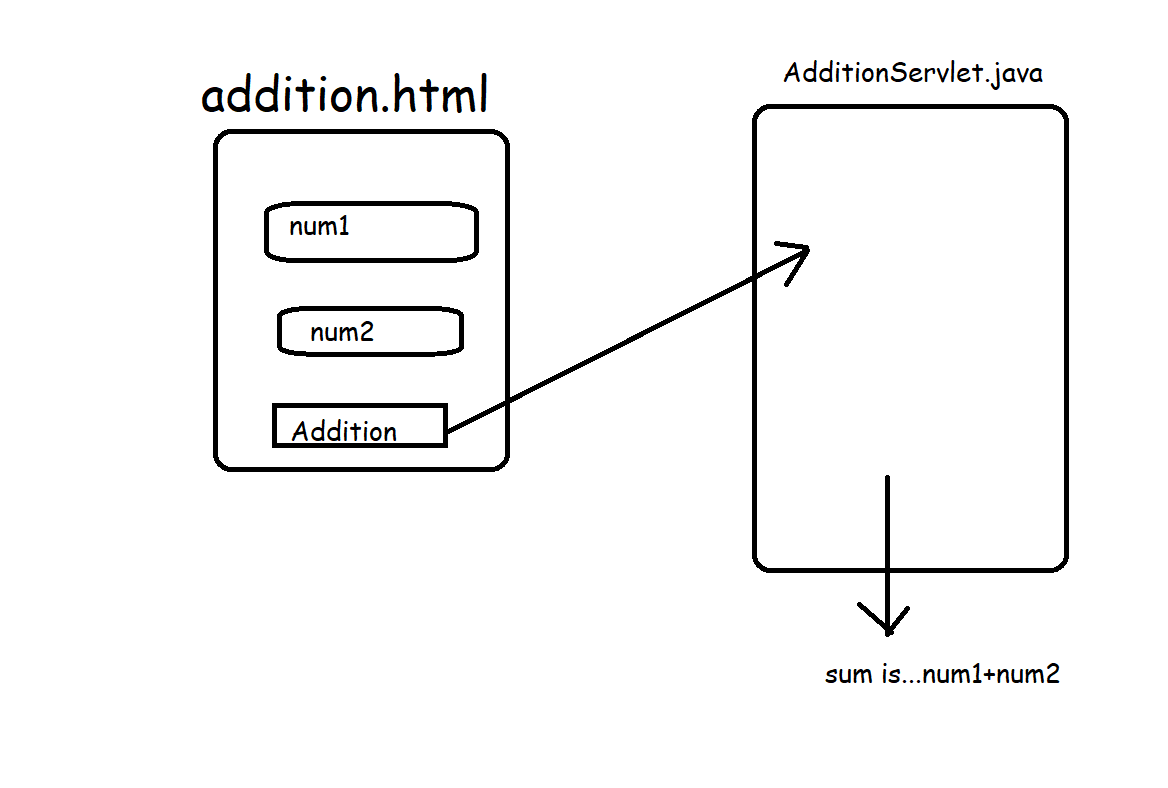 addition.html
num1
num2
Addition
AdditionServlet.java
sum is...num1+num2